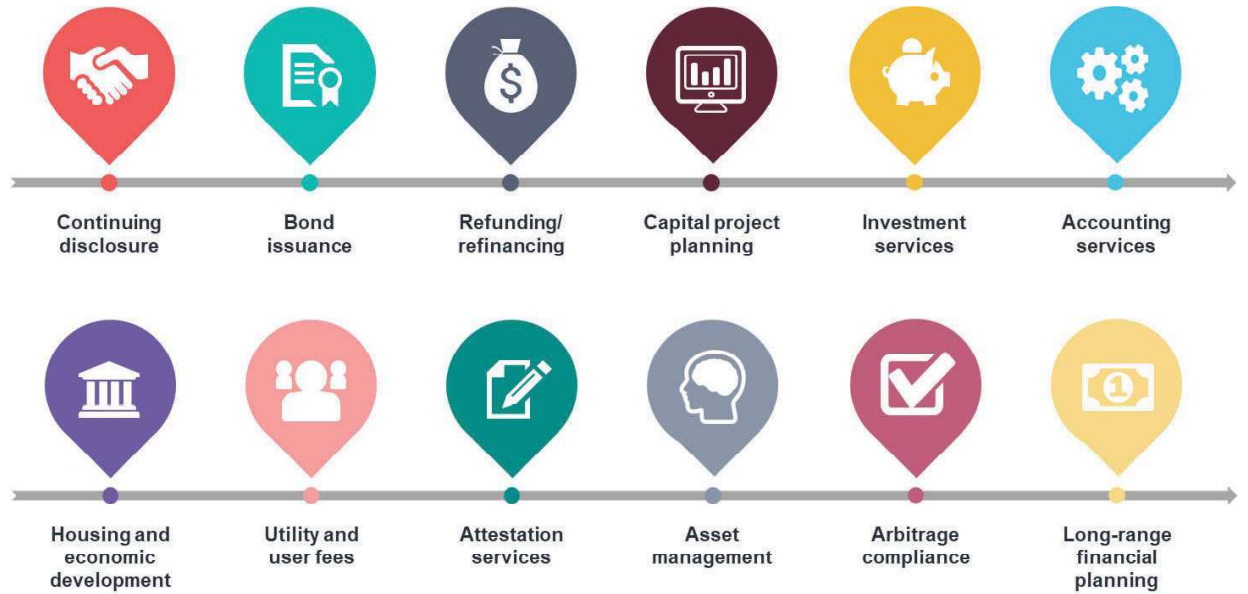 $
Continuing
disclosure
Bond
issuance
Refunding/
refinancing
Capital project
planning
Investment
services
Accounting
services
1
Housing and
economic
development
Utility and
user fees
Attestation
services
Asset
management
Arbitrage
compliance
Long-range
financial
planning